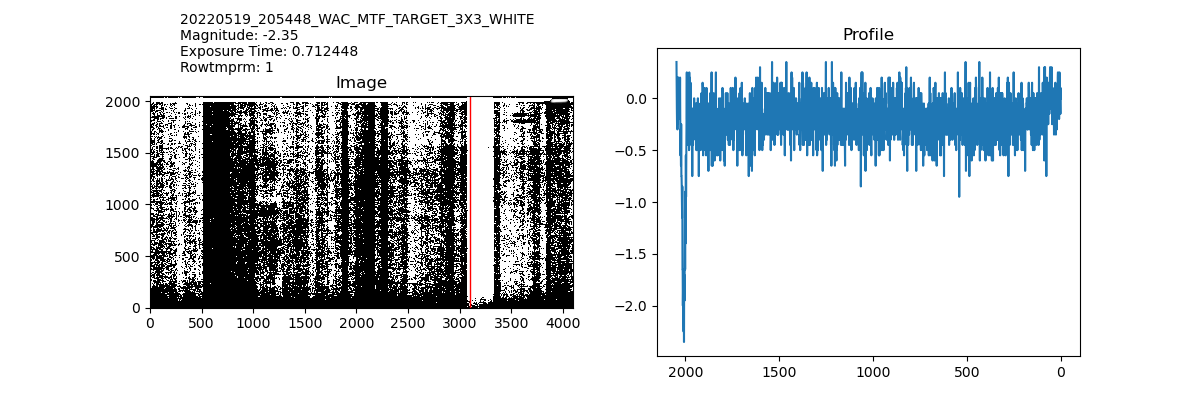 20220519_205448_WAC_MTF_TARGET_3X3_WHITE
Magnitude: -2.35
Exposure Time: 0.712448
Rowtmprm: 1
Image
2000
1500
1000
500
0
0 500 1000 1500 2000 2500 3000 3500 4000
Profile
0.0
−0.5
−1.0
−1.5
−2.0
2000 1500 1000 500 0